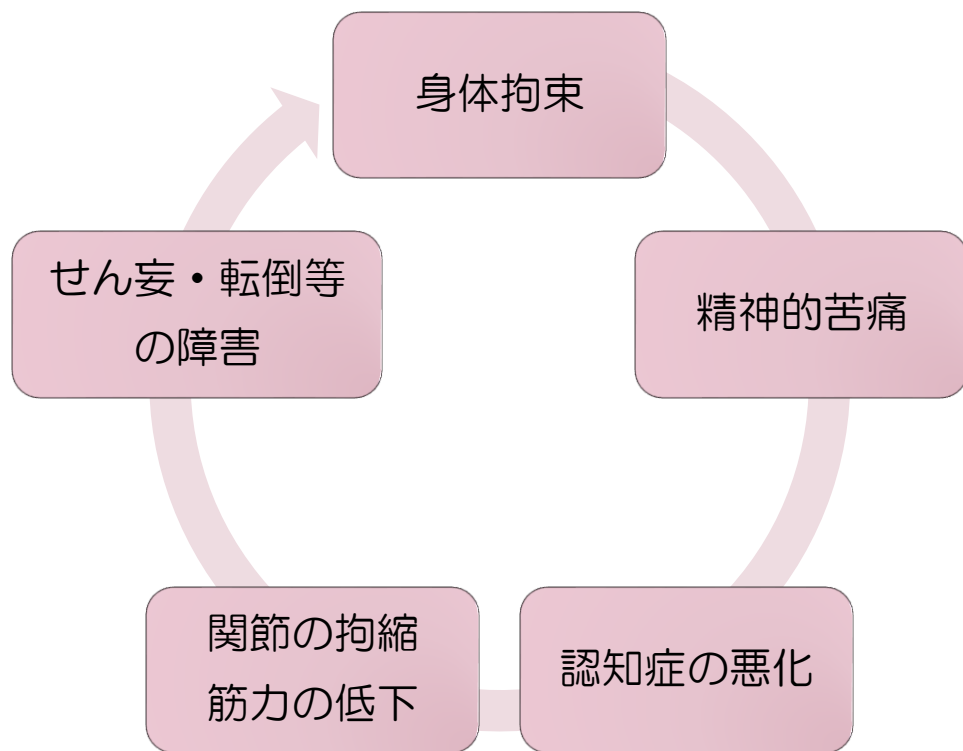 身体拘束
精神的苦痛
認知症の悪化
関節の拘縮
筋力の低下
せん妄・転倒等
の障害